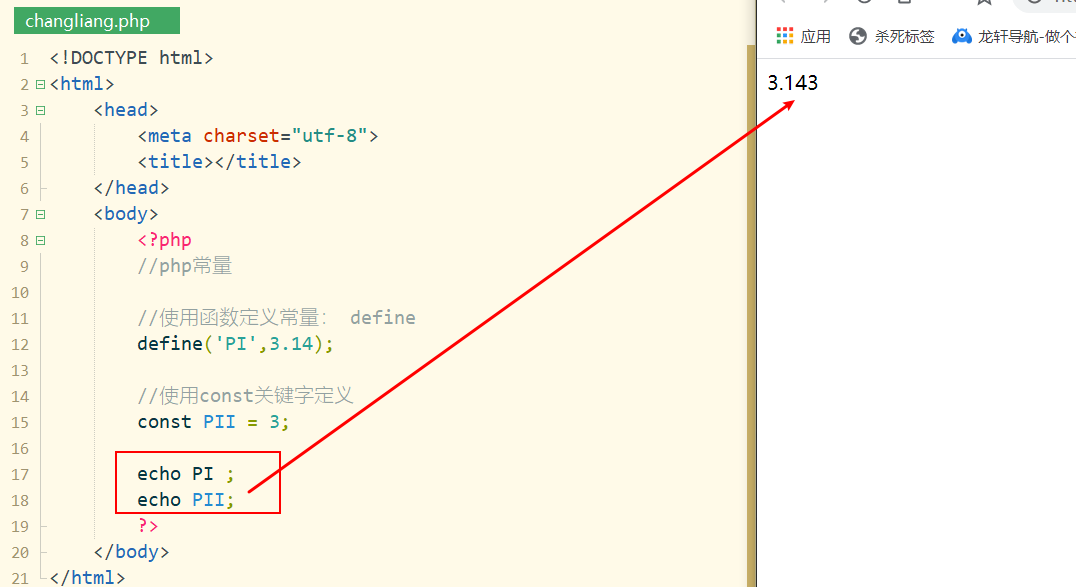 changliang.php
1 <!DOCTYPE html>
2 <html>
3 <head>
4 <meta charset="utf-8">
5 <title></title>
6 </head>
7 <body>
8 <?php
9 //php常量
10
11 //使用函数定义常量： define
12 define('PI',3.14);
13
14 //使用const关键字定义
15 const PII = 3;
16
17 echo PI ;
18 echo PII;
19 ?>
20 </body>
21 </html>
应用 杀死标签 龙轩导航-做个
3.143